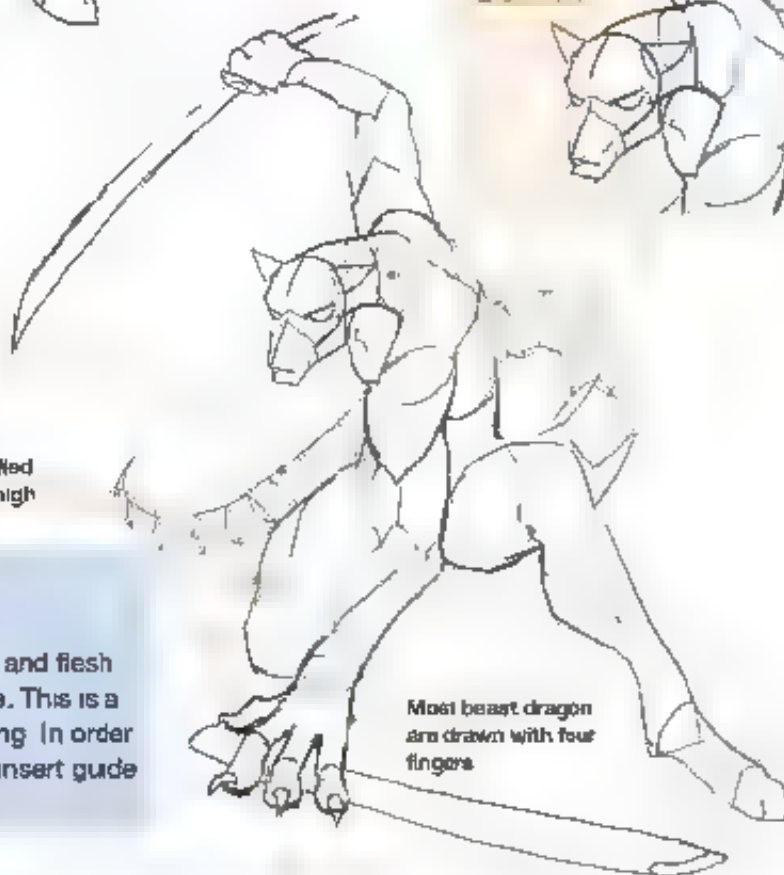 high
and flesh
e. This is a
ng In order
insert guide
Most beast dragon
are drawn with four
fingers